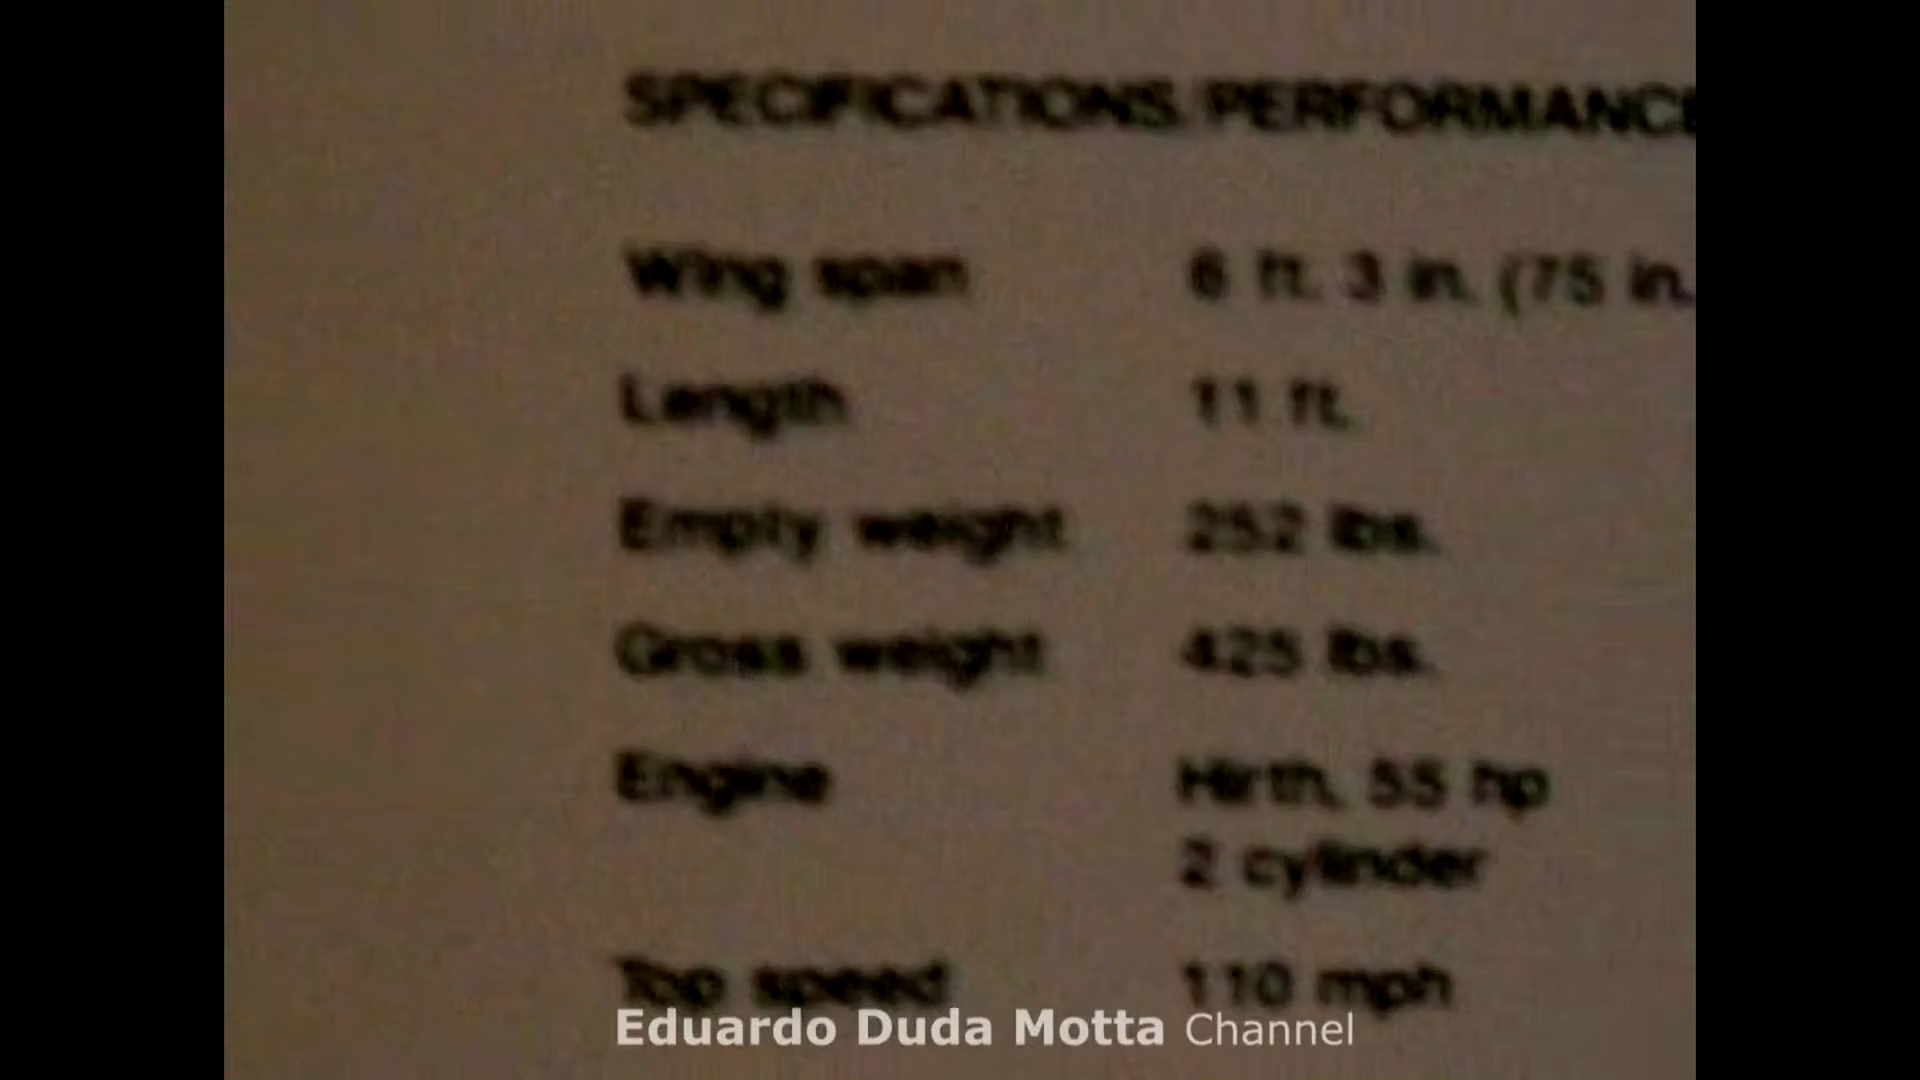 SPECIFICATIONS/PERFORMANCE
Wing span 6 ft. 3 in. (75 in.
Length 11 ft.
Empty weight 252 lbs.
Gross weight 425 lbs.
Engine Hirth, 55 hp
2 cylinder
Top speed 110 mph
Eduardo Duda Motta Channel